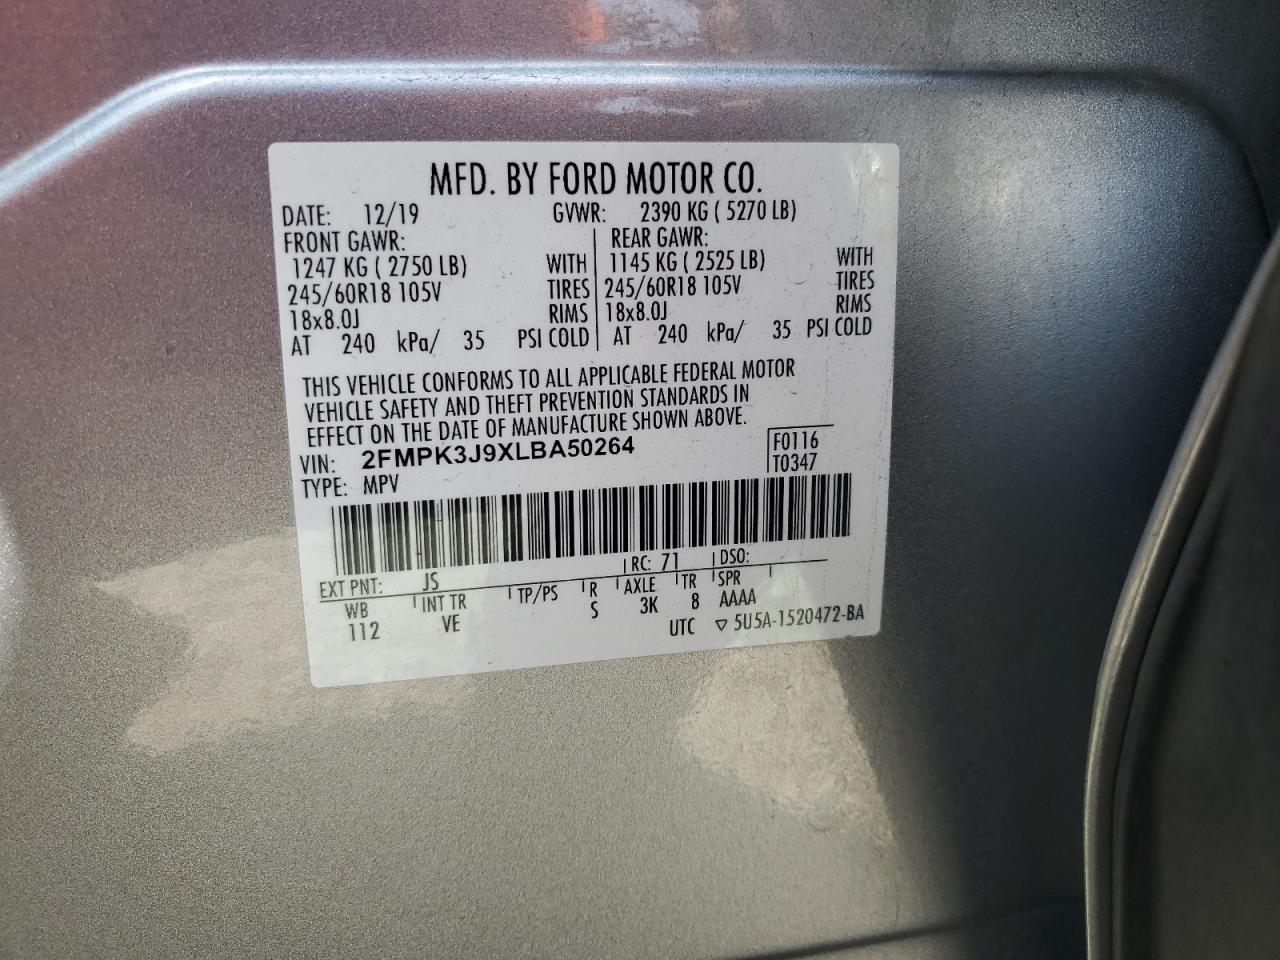 MFD. BY FORD MOTOR CO.
DATE: 12/19 GVWR: 2390 KG ( 5270 LB)
FRONT GAWR: REAR GAWR:
1247 KG ( 2750 LB) WITH 1145 KG ( 2525 LB) WITH
245/60R18 105V TIRES 245/60R18 105V TIRES
18x8.0J RIMS 18x8.0J RIMS
AT 240 kPa/ 35 PSI COLD AT 240 kPa/ 35 PSI COLD
THIS VEHICLE CONFORMS TO ALL APPLICABLE FEDERAL MOTOR
VEHICLE SAFETY AND THEFT PREVENTION STANDARDS IN
EFFECT ON THE DATE OF MANUFACTURE SHOWN ABOVE.
VIN: 2FMPK3J9XLBA50264 F0116
TYPE: MPV T0347
EXT PNT: JS RC: 71 DSO:
WB INT TR TP/PS R AXLE TR SPR
112 VE S 3K 8 AAAA
UTC ▽ 5U5A-1520472-BA